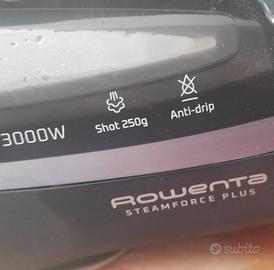 3000W
Shot 250g
Anti-drip
Rowenta
STEAMFORCE PLUS
subito